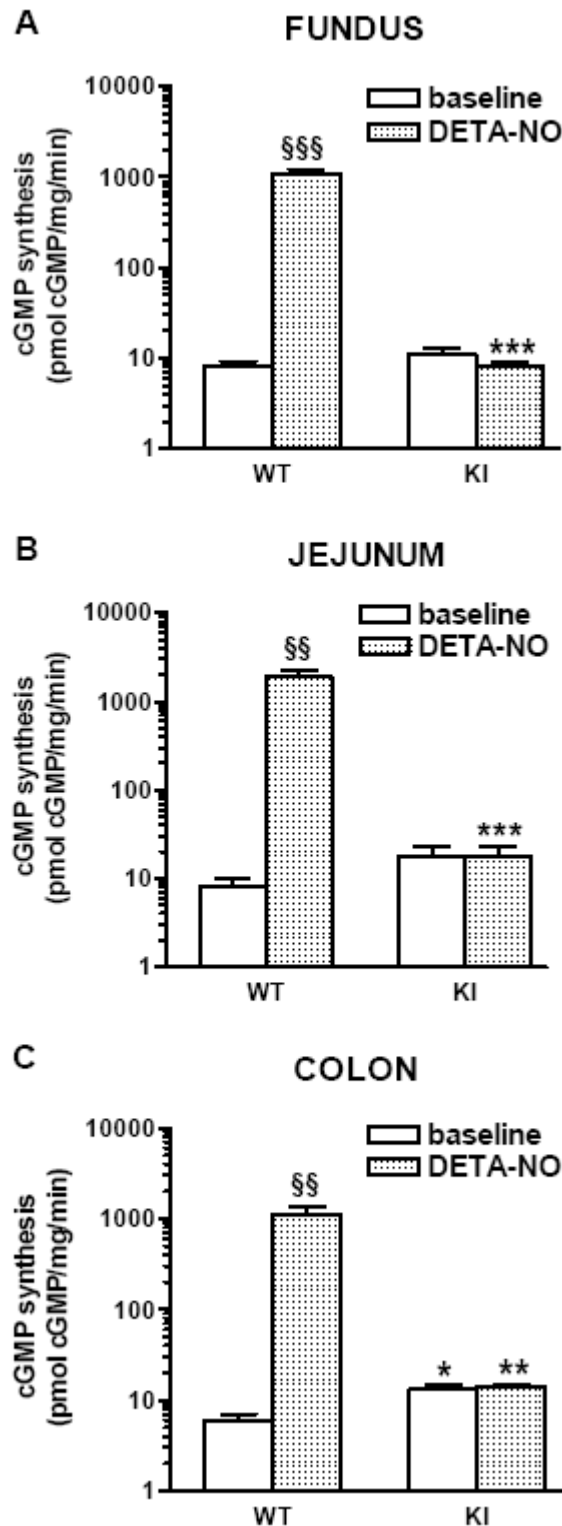 A
FUNDUS
cGMP synthesis
(pmol cGMP/mg/min)
10000
1000
100
10
1
baseline
DETA-NO
§§§
***
WT
KI
B
JEJUNUM
cGMP synthesis
(pmol cGMP/mg/min)
10000
1000
100
10
1
baseline
DETA-NO
§§
***
WT
KI
C
COLON
cGMP synthesis
(pmol cGMP/mg/min)
10000
1000
100
10
1
baseline
DETA-NO
§§
*
**
WT
KI